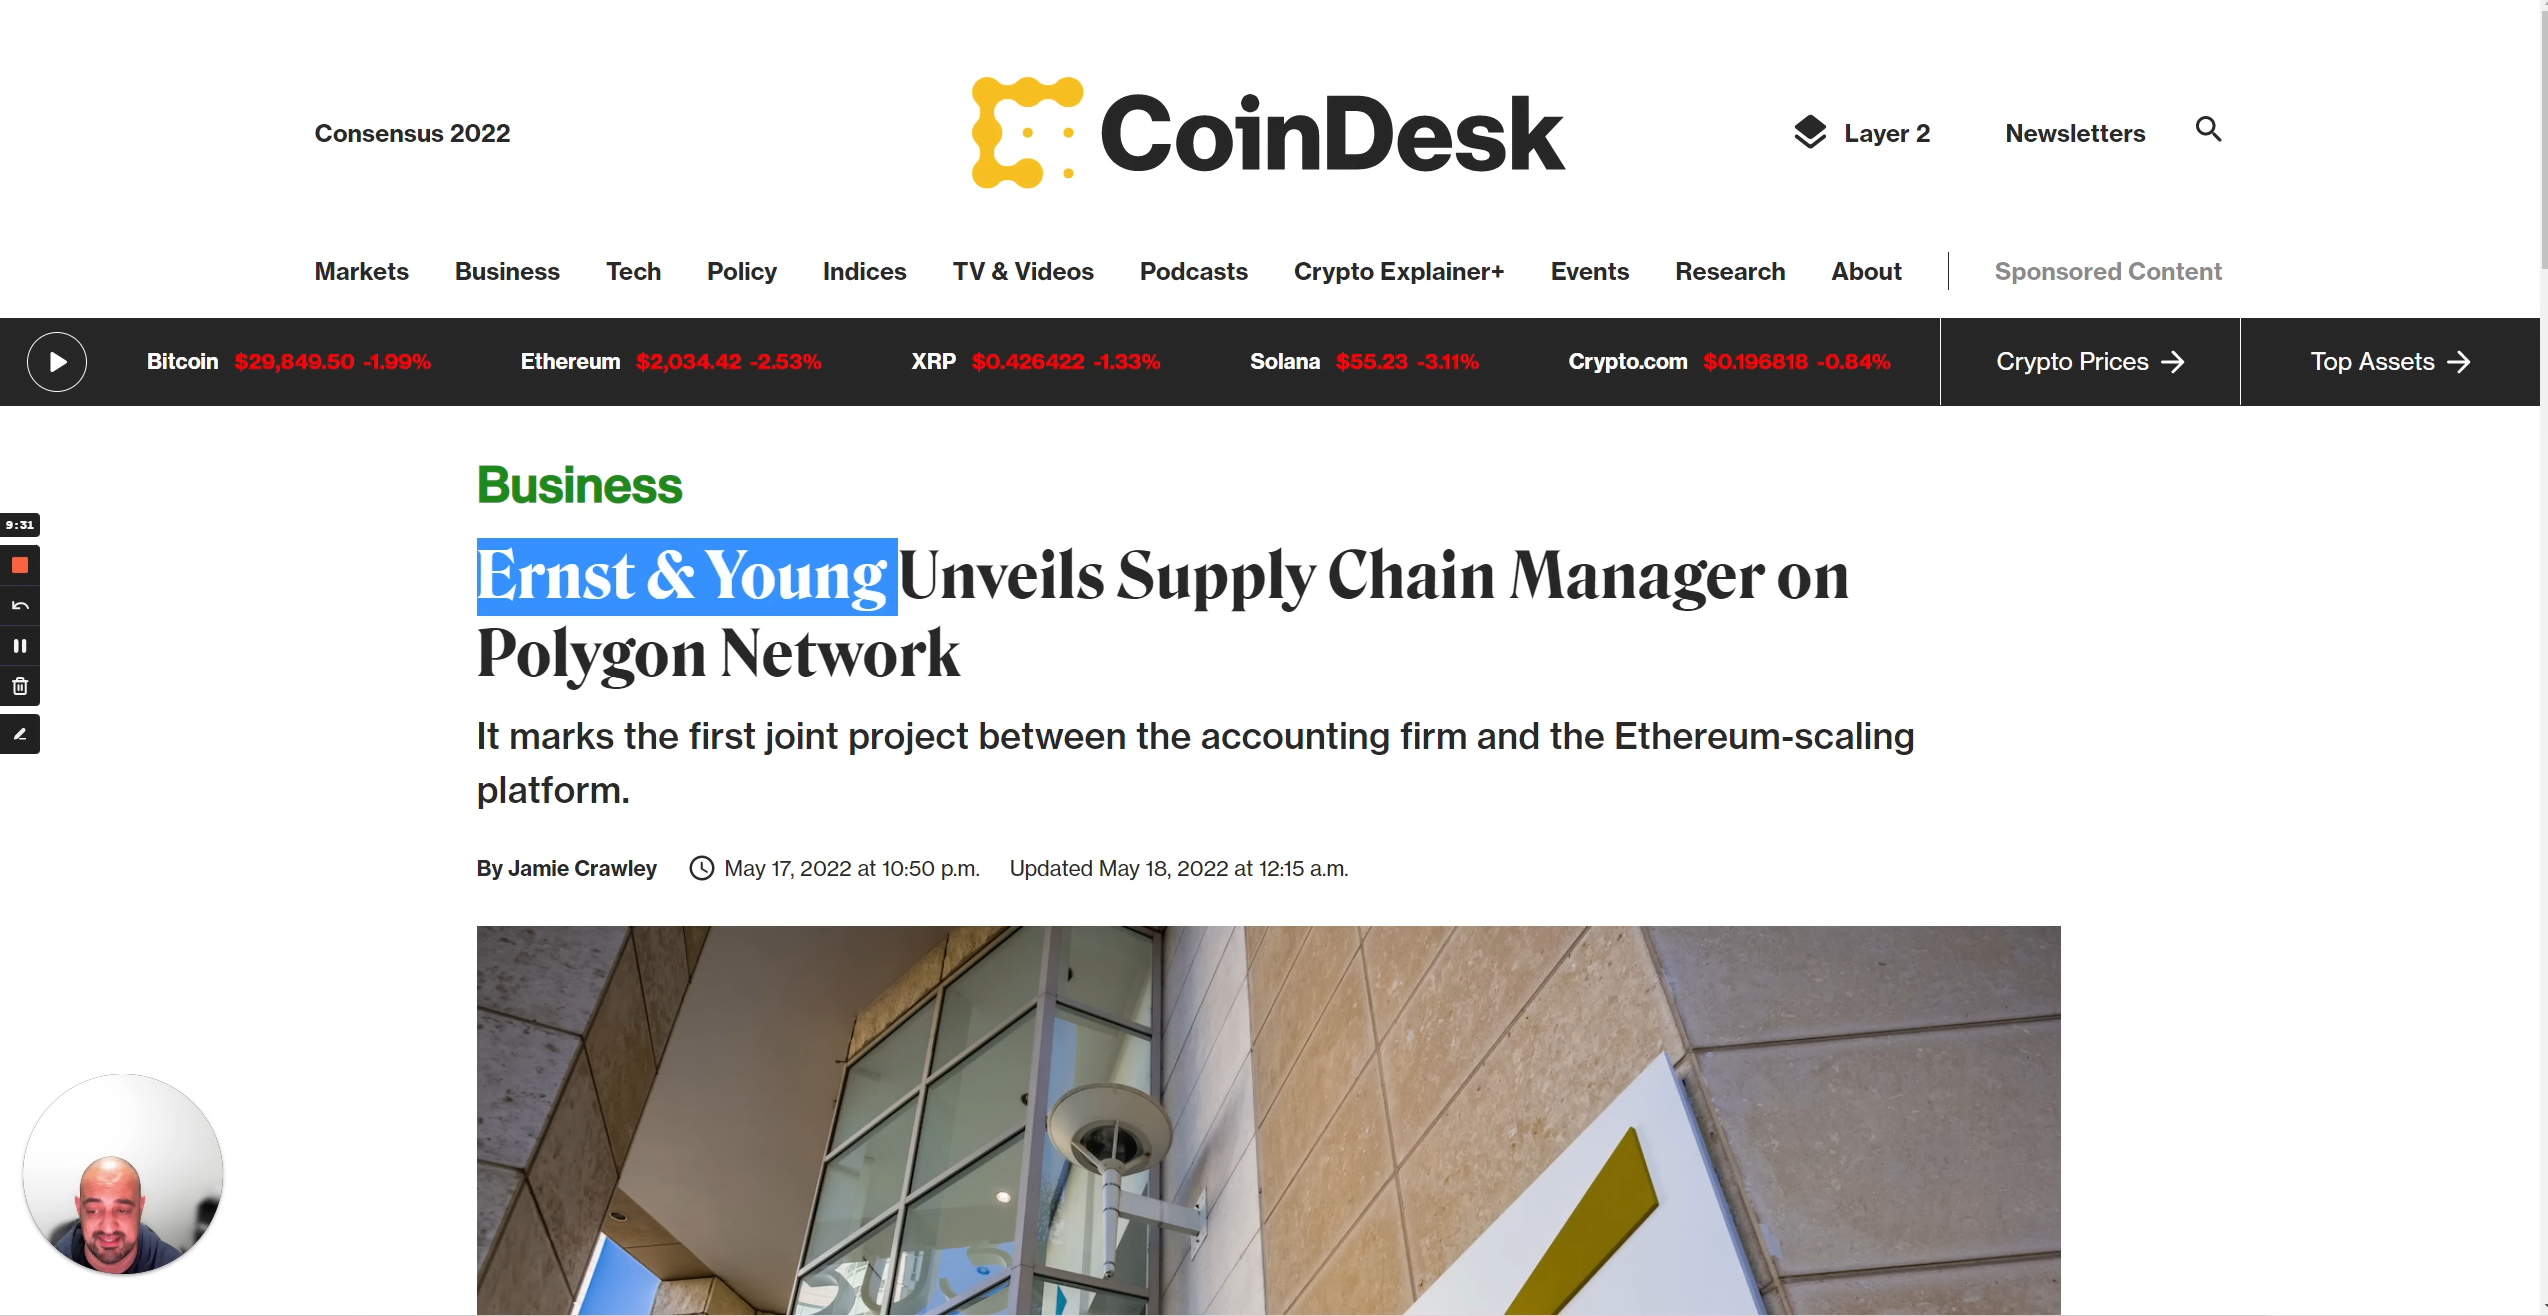 Consensus 2022
CoinDesk
Layer 2
Newsletters
Markets Business Tech Policy Indices TV & Videos Podcasts Crypto Explainer+ Events Research About Sponsored Content
Bitcoin $29,849.50 -1.99% Ethereum $2,034.42 -2.53% XRP $0.426422 -1.33% Solana $55.23 -3.11% Crypto.com $0.196818 -0.84% Crypto Prices → Top Assets →
Business
9:31
Ernst & Young Unveils Supply Chain Manager on
Polygon Network
It marks the first joint project between the accounting firm and the Ethereum-scaling
platform.
By Jamie Crawley May 17, 2022 at 10:50 p.m. Updated May 18, 2022 at 12:15 a.m.